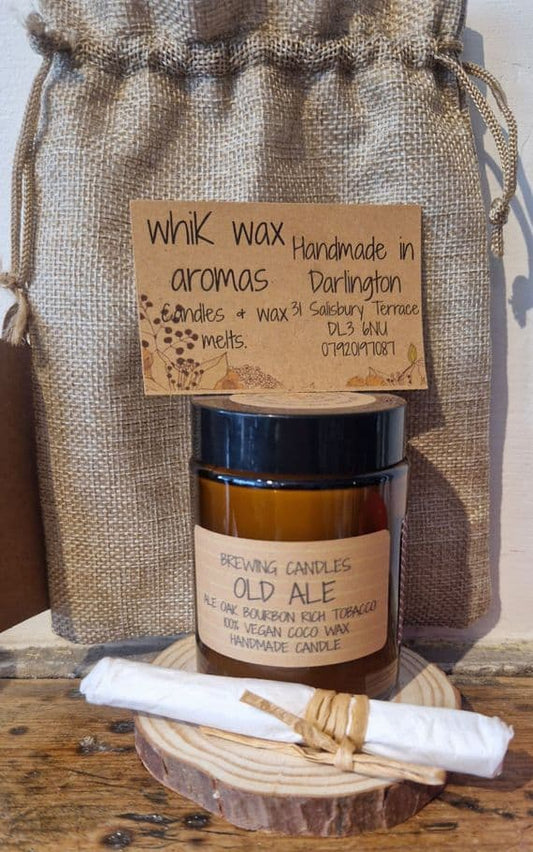 whiK wax
aromas
Candles & wax
melts.
Handmade in
Darlington
31 Salisbury Terrace
DL3 6NU
07920197087
BREWING CANDLES
OLD ALE
ALE OAK BOURBON RICH TOBACCO
100% VEGAN COCO WAX
HANDMADE CANDLE